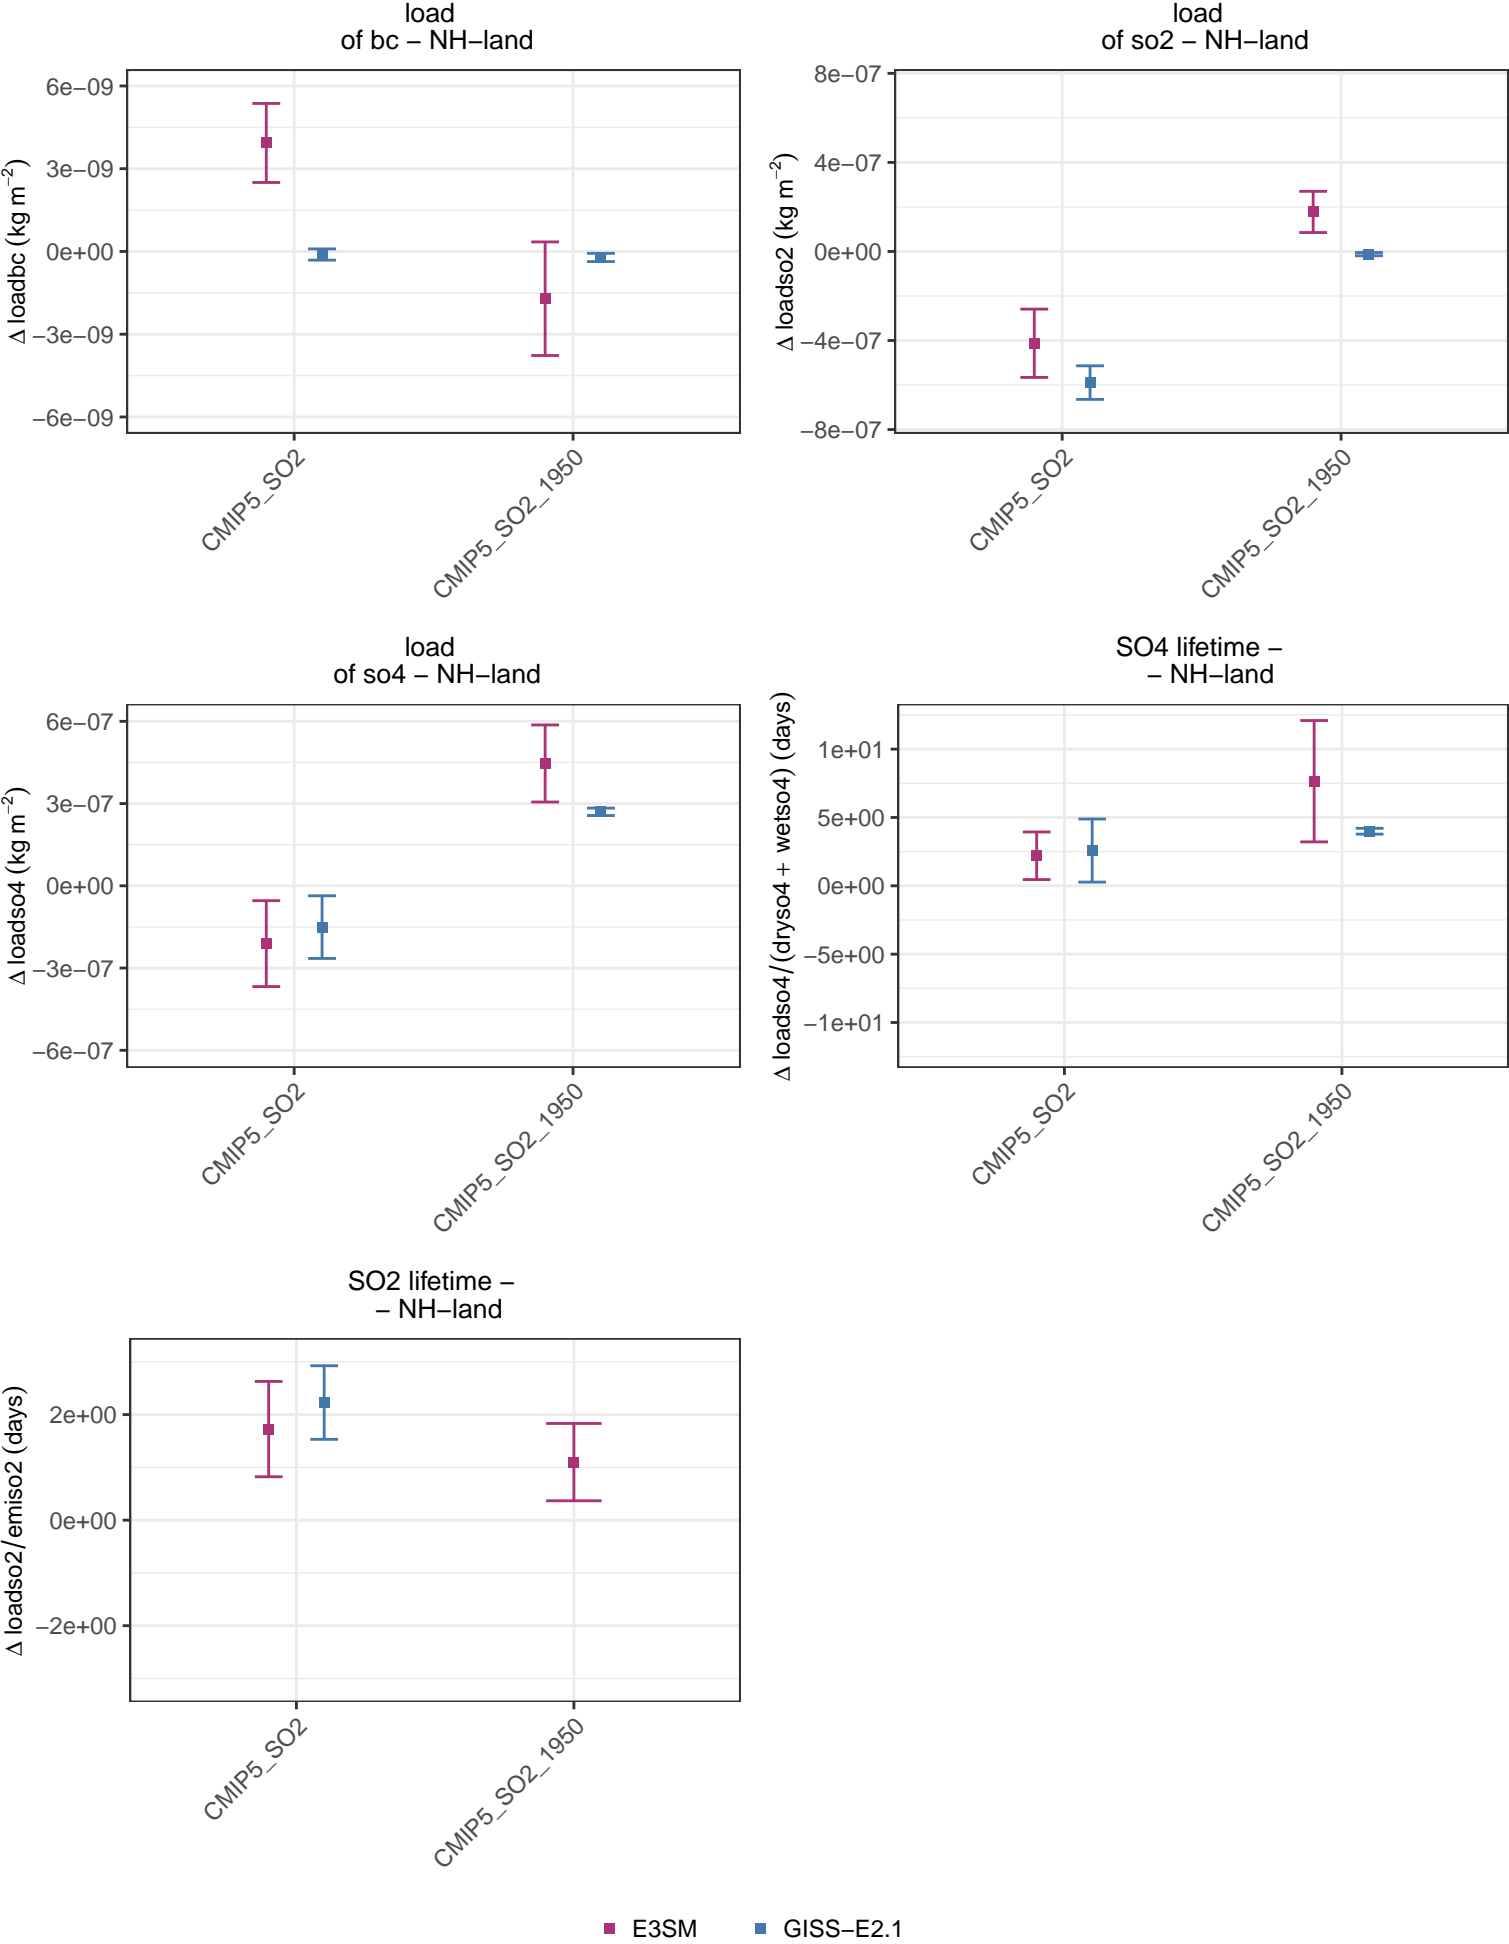 load
of bc − NH−land
Δ loadbc (kg m−2)
6e−09
3e−09
0e+00
−3e−09
−6e−09
CMIP5_SO2
CMIP5_SO2_1950
load
of so2 − NH−land
Δ loadso2 (kg m−2)
8e−07
4e−07
0e+00
−4e−07
−8e−07
CMIP5_SO2
CMIP5_SO2_1950
load
of so4 − NH−land
Δ loadso4 (kg m−2)
6e−07
3e−07
0e+00
−3e−07
−6e−07
CMIP5_SO2
CMIP5_SO2_1950
SO4 lifetime −
− NH−land
Δ loadso4/(dryso4 + wetso4) (days)
1e+01
5e+00
0e+00
−5e+00
−1e+01
CMIP5_SO2
CMIP5_SO2_1950
SO2 lifetime −
− NH−land
Δ loadso2/emiso2 (days)
2e+00
0e+00
−2e+00
CMIP5_SO2
CMIP5_SO2_1950
E3SM
GISS−E2.1